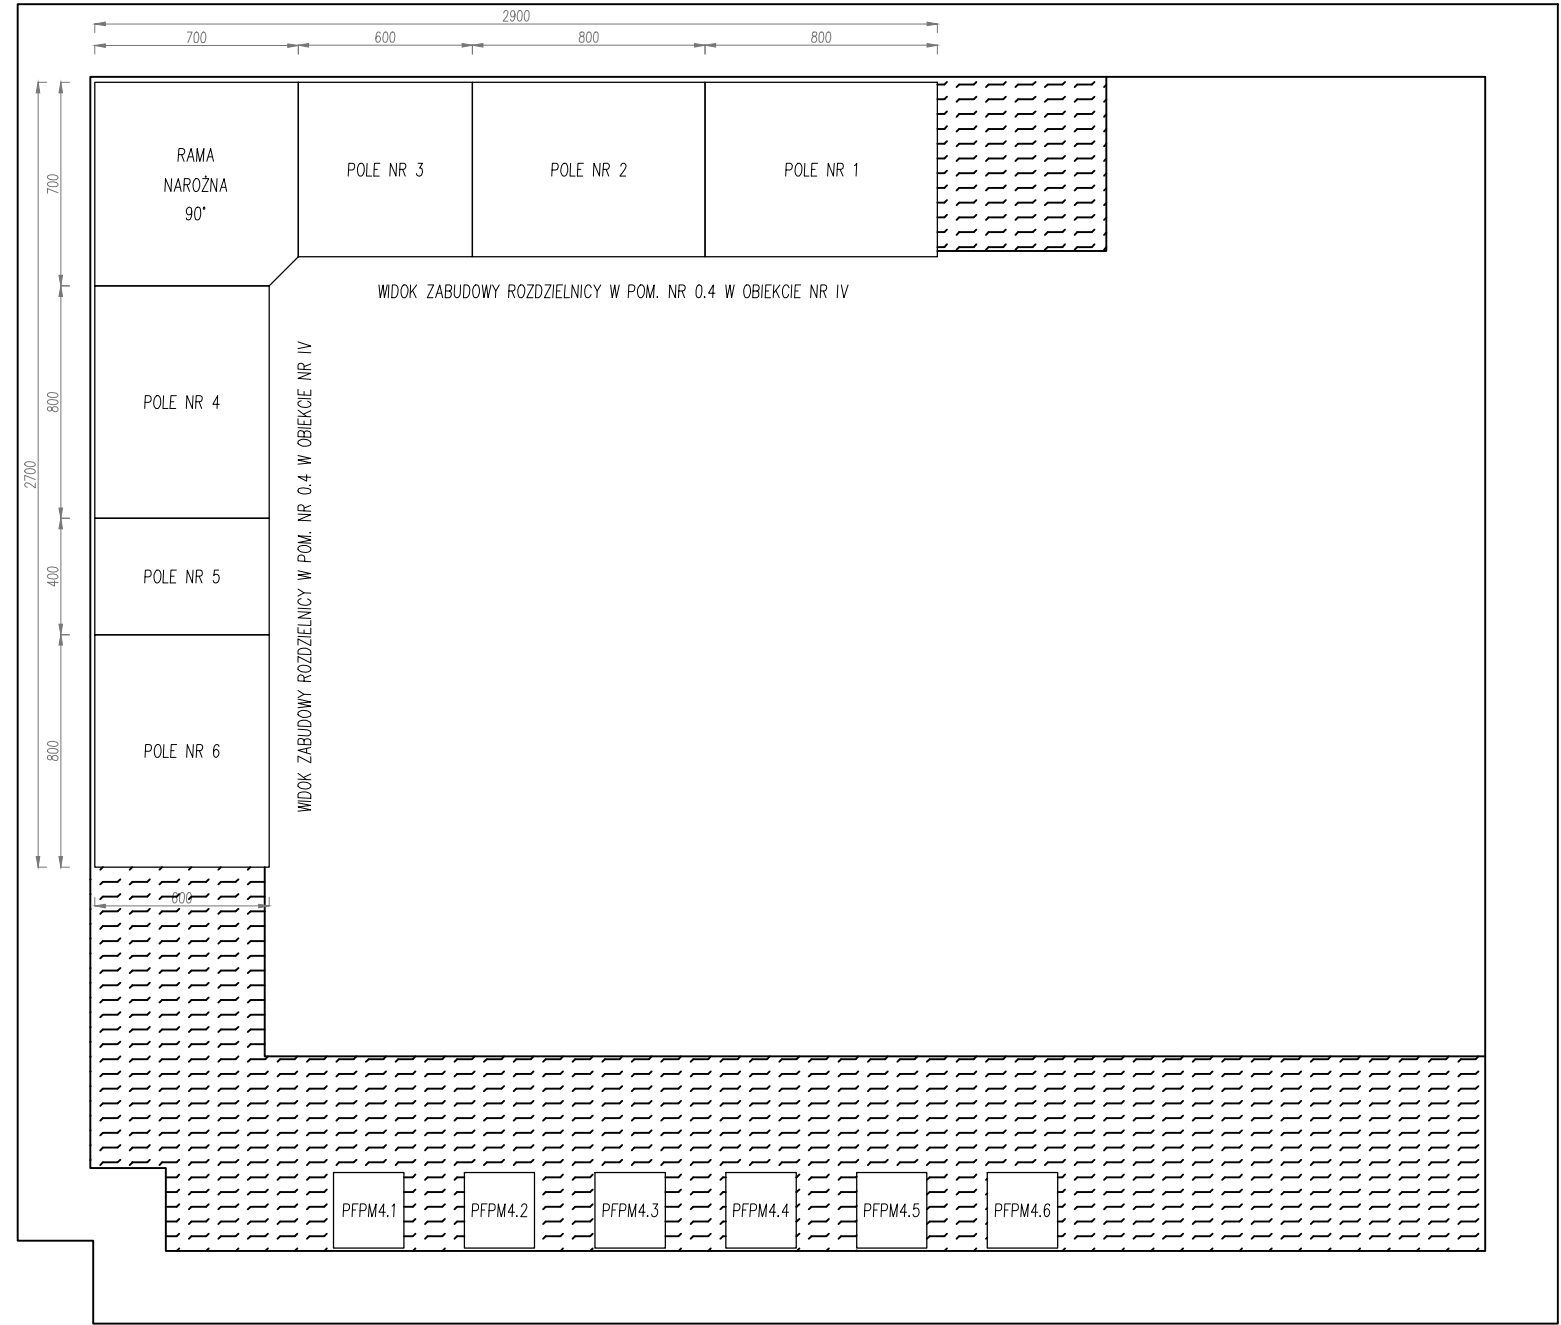 2900
700
600
800
800
RAMA
NAROŻNA
90°
POLE NR 3
POLE NR 2
POLE NR 1
700
WIDOK ZABUDOWY ROZDZIELNICY W POM. NR 0.4 W OBIEKCIE NR IV
WIDOK ZABUDOWY ROZDZIELNICY W POM. NR 0.4 W OBIEKCIE NR IV
800
POLE NR 4
2700
400
POLE NR 5
800
POLE NR 6
600
PFPM4.1
PFPM4.2
PFPM4.3
PFPM4.4
PFPM4.5
PFPM4.6